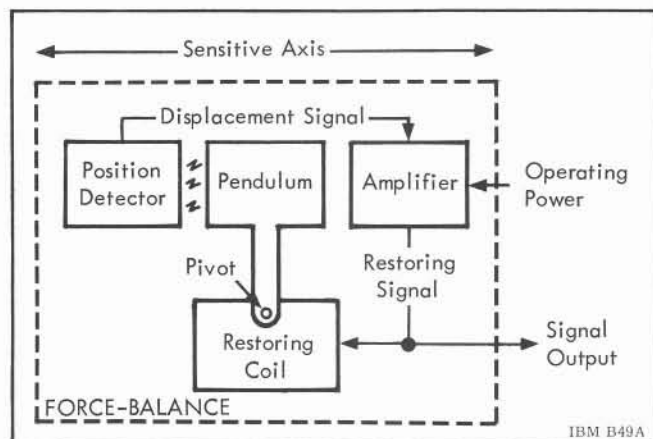 Sensitive Axis
Displacement Signal
Position
Detector
Pendulum
Amplifier
Operating
Power
Pivot
Restoring
Signal
Restoring
Coil
Signal
Output
FORCE-BALANCE
IBM B49A